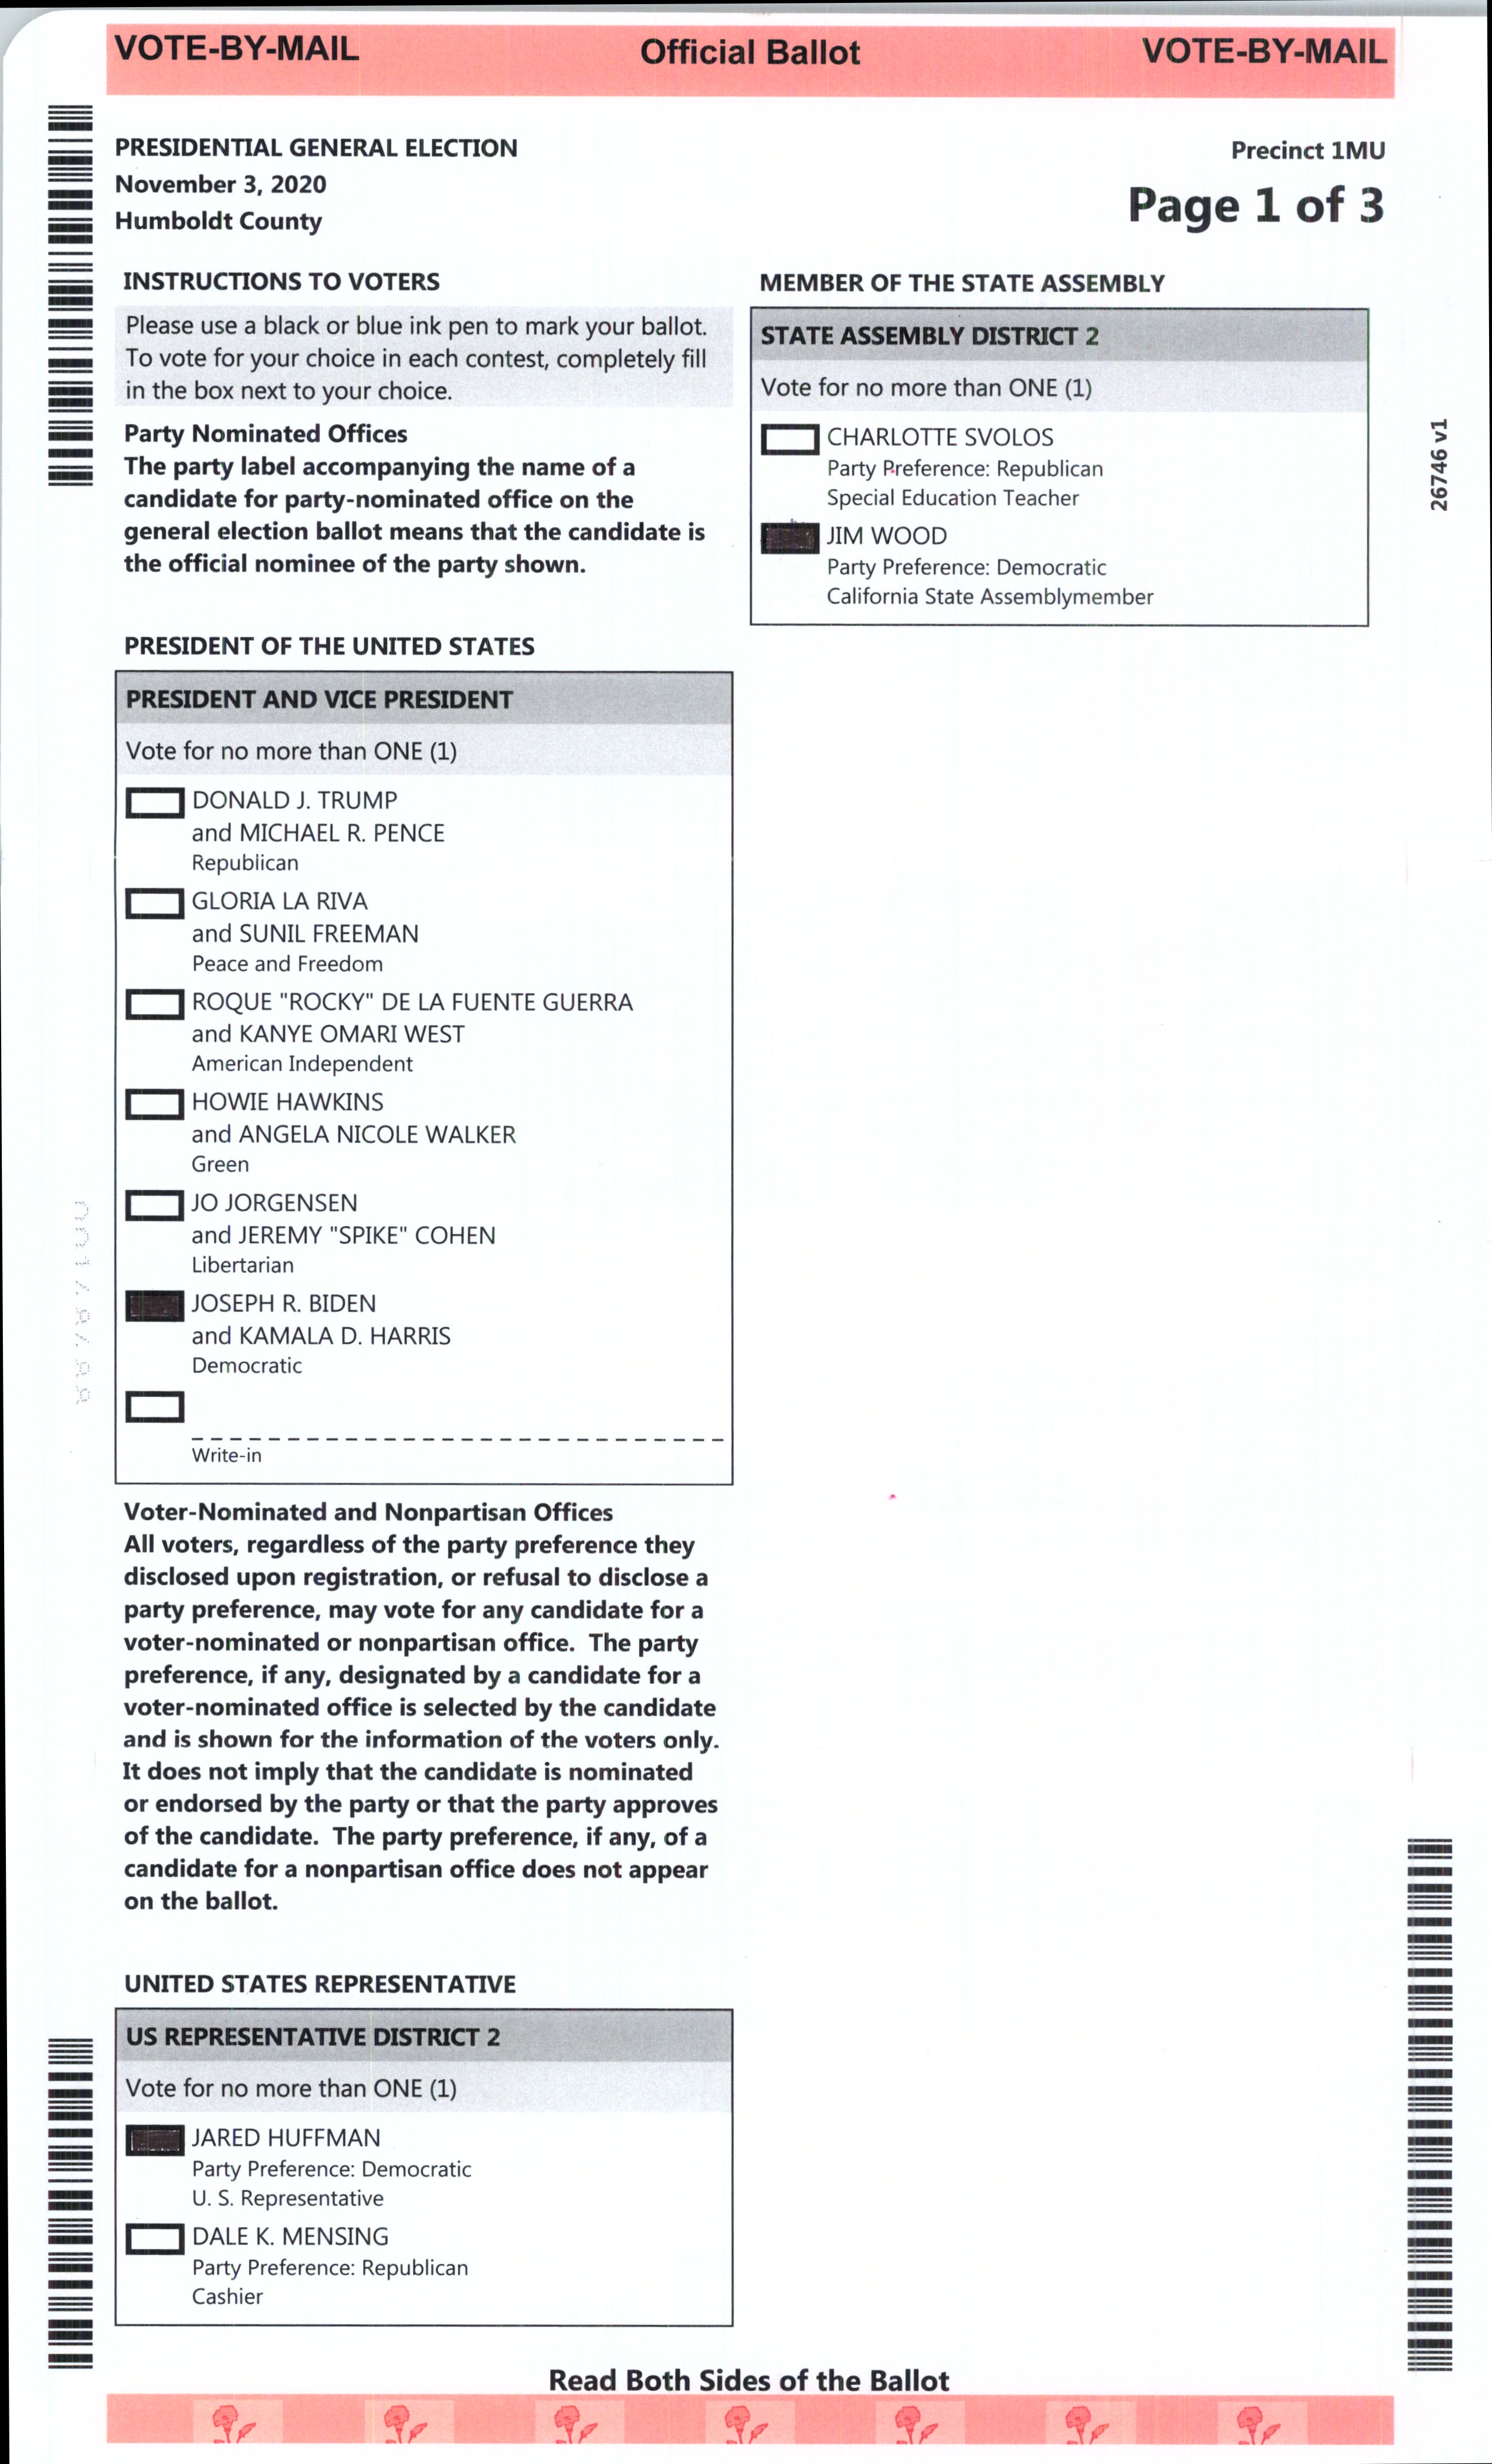 VOTE-BY-MAIL Official Ballot VOTE-BY-MAIL
PRESIDENTIAL GENERAL ELECTION
November 3, 2020
Humboldt County
Precinct 1MU
Page 1 of 3
INSTRUCTIONS TO VOTERS
Please use a black or blue ink pen to mark your ballot.
To vote for your choice in each contest, completely fill
in the box next to your choice.
Party Nominated Offices
The party label accompanying the name of a
candidate for party-nominated office on the
general election ballot means that the candidate is
the official nominee of the party shown.
PRESIDENT OF THE UNITED STATES
PRESIDENT AND VICE PRESIDENT
Vote for no more than ONE (1)
DONALD J. TRUMP
and MICHAEL R. PENCE
Republican
GLORIA LA RIVA
and SUNIL FREEMAN
Peace and Freedom
ROQUE "ROCKY" DE LA FUENTE GUERRA
and KANYE OMARI WEST
American Independent
HOWIE HAWKINS
and ANGELA NICOLE WALKER
Green
JO JORGENSEN
and JEREMY "SPIKE" COHEN
Libertarian
JOSEPH R. BIDEN
and KAMALA D. HARRIS
Democratic
Write-in
Voter-Nominated and Nonpartisan Offices
All voters, regardless of the party preference they
disclosed upon registration, or refusal to disclose a
party preference, may vote for any candidate for a
voter-nominated or nonpartisan office. The party
preference, if any, designated by a candidate for a
voter-nominated office is selected by the candidate
and is shown for the information of the voters only.
It does not imply that the candidate is nominated
or endorsed by the party or that the party approves
of the candidate. The party preference, if any, of a
candidate for a nonpartisan office does not appear
on the ballot.
UNITED STATES REPRESENTATIVE
US REPRESENTATIVE DISTRICT 2
Vote for no more than ONE (1)
JARED HUFFMAN
Party Preference: Democratic
U. S. Representative
DALE K. MENSING
Party Preference: Republican
Cashier
MEMBER OF THE STATE ASSEMBLY
STATE ASSEMBLY DISTRICT 2
Vote for no more than ONE (1)
CHARLOTTE SVOLOS
Party Preference: Republican
Special Education Teacher
JIM WOOD
Party Preference: Democratic
California State Assemblymember
26746 v1
Read Both Sides of the Ballot